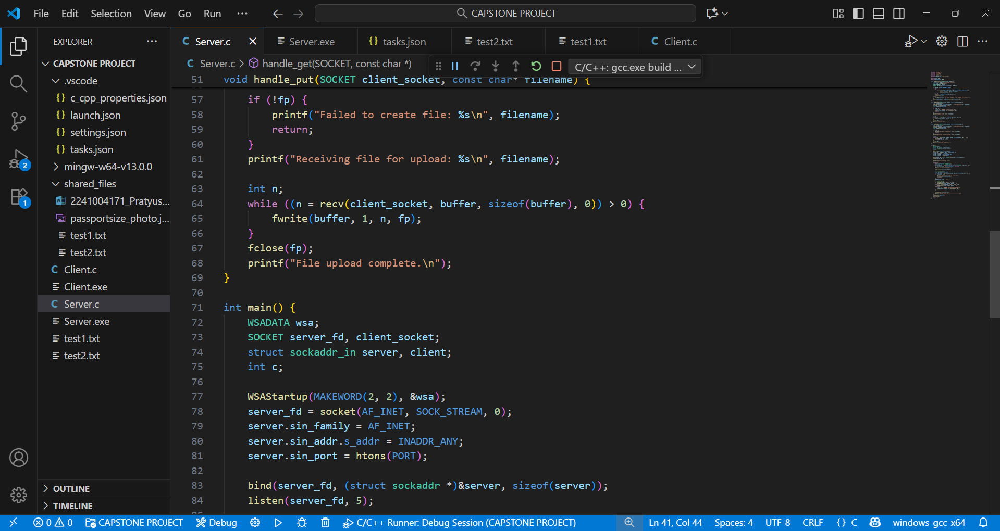 File Edit Selection View Go Run ··· CAPSTONE PROJECT
EXPLORER ···
CAPSTONE PROJECT
.vscode
{} c_cpp_properties.json
{} launch.json
{} settings.json
{} tasks.json
mingw-w64-v13.0.0
shared_files
2241004171_Pratyus...
passportsize_photo.j...
test1.txt
test2.txt
C Client.c
Client.exe
C Server.c
Server.exe
test1.txt
test2.txt
OUTLINE
TIMELINE
2
1
C Server.c Server.exe {} tasks.json test2.txt test1.txt C Client.c
C Server.c > handle_get(SOCKET, const char *)
C/C++: gcc.exe build ...
51 void handle_put(SOCKET client_socket, const char* filename) {
57 if (!fp) {
58 printf("Failed to create file: %s\n", filename);
59 return;
60 }
61 printf("Receiving file for upload: %s\n", filename);
62
63 int n;
64 while ((n = recv(client_socket, buffer, sizeof(buffer), 0)) > 0) {
65 fwrite(buffer, 1, n, fp);
66 }
67 fclose(fp);
68 printf("File upload complete.\n");
69 }
70
71 int main() {
72 WSADATA wsa;
73 SOCKET server_fd, client_socket;
74 struct sockaddr_in server, client;
75 int c;
76
77 WSAStartup(MAKEWORD(2, 2), &wsa);
78 server_fd = socket(AF_INET, SOCK_STREAM, 0);
79 server.sin_family = AF_INET;
80 server.sin_addr.s_addr = INADDR_ANY;
81 server.sin_port = htons(PORT);
82
83 bind(server_fd, (struct sockaddr *)&server, sizeof(server));
84 listen(server_fd, 5);
0 0 CAPSTONE PROJECT Debug C/C++ Runner: Debug Session (CAPSTONE PROJECT) Ln 41, Col 44 Spaces: 4 UTF-8 CRLF {} C windows-gcc-x64